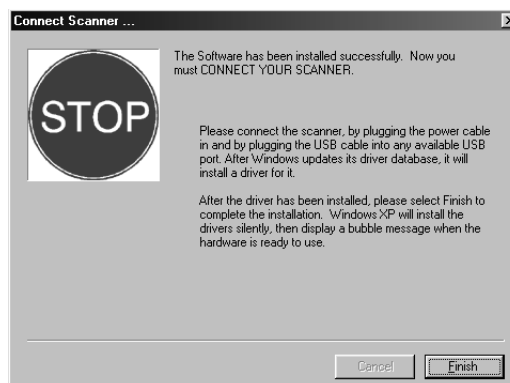 Connect Scanner ...
STOP
The Software has been installed successfully. Now you
must CONNECT YOUR SCANNER.
Please connect the scanner, by plugging the power cable
in and by plugging the USB cable into any available USB
port. After Windows updates its driver database, it will
install a driver for it.
After the driver has been installed, please select Finish to
complete the installation. Windows XP will install the
drivers silently, then display a bubble message when the
hardware is ready to use.
Cancel
Finish